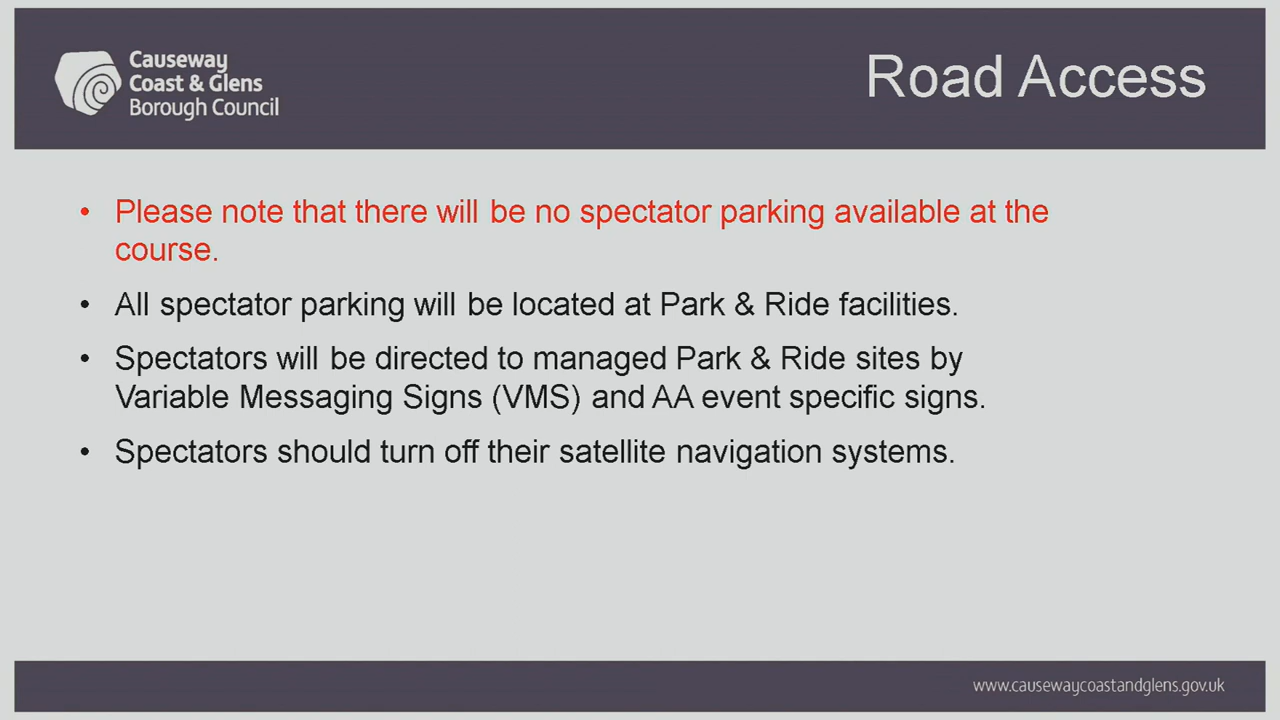 Causeway
Coast & Glens
Borough Council
Road Access
• Please note that there will be no spectator parking available at the
course.
• All spectator parking will be located at Park & Ride facilities.
• Spectators will be directed to managed Park & Ride sites by
Variable Messaging Signs (VMS) and AA event specific signs.
• Spectators should turn off their satellite navigation systems.
www.causewaycoastandglens.gov.uk